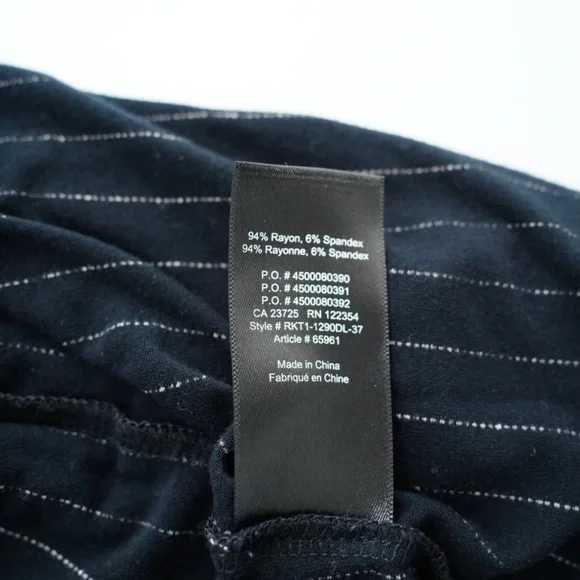 94% Rayon, 6% Spandex
94% Rayonne, 6% Spandex
P.O. # 4500080390
P.O. # 4500080391
P.O. # 4500080392
CA 23725 RN 122354
Style # RKT1-1290DL-37
Article # 65961
Made in China
Fabriqué en Chine